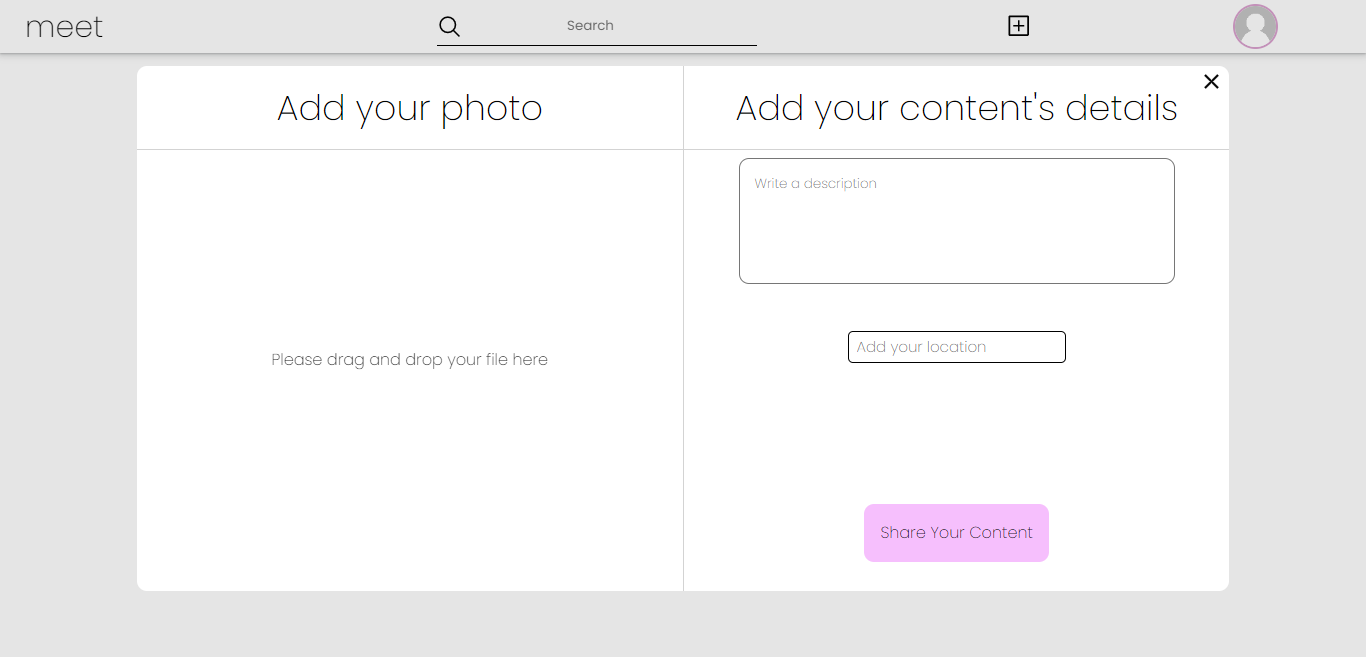 meet
Search
Add your photo
Add your content's details
Write a description
Please drag and drop your file here
Add your location
Share Your Content